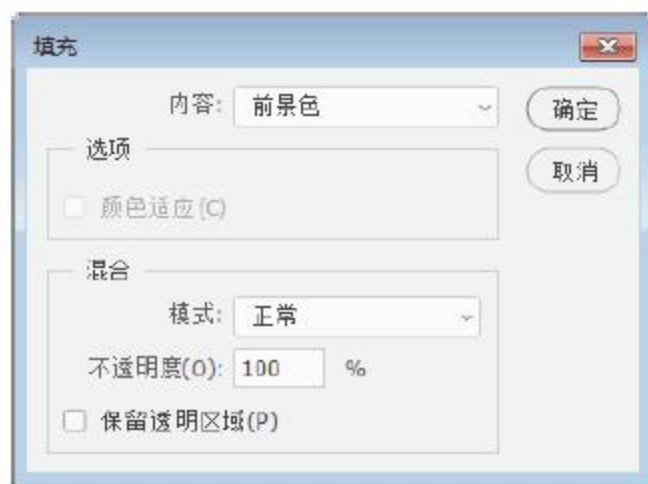 填充
内容: 前景色
确定
选项
取消
颜色适应(C)
混合
模式: 正常
不透明度(O): 100 %
保留透明区域(P)